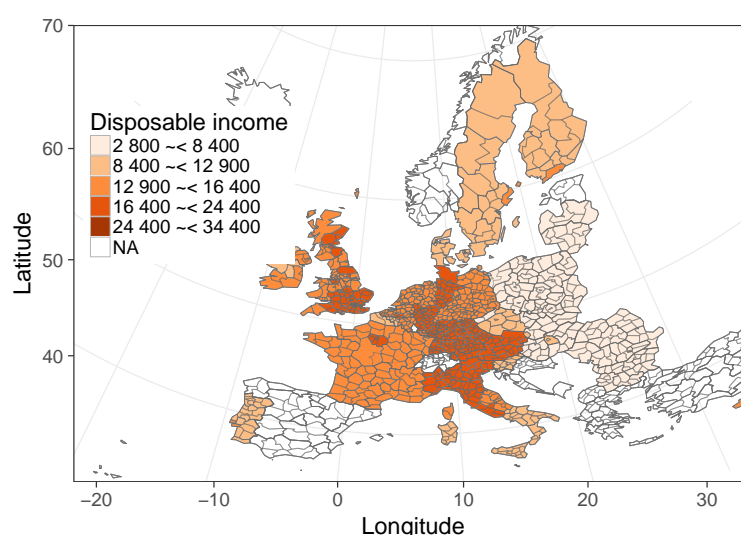 70
60
50
40
Latitude
Disposable income
2 800 ~< 8 400
8 400 ~< 12 900
12 900 ~< 16 400
16 400 ~< 24 400
24 400 ~< 34 400
NA
−20 −10 0 10 20 30
Longitude